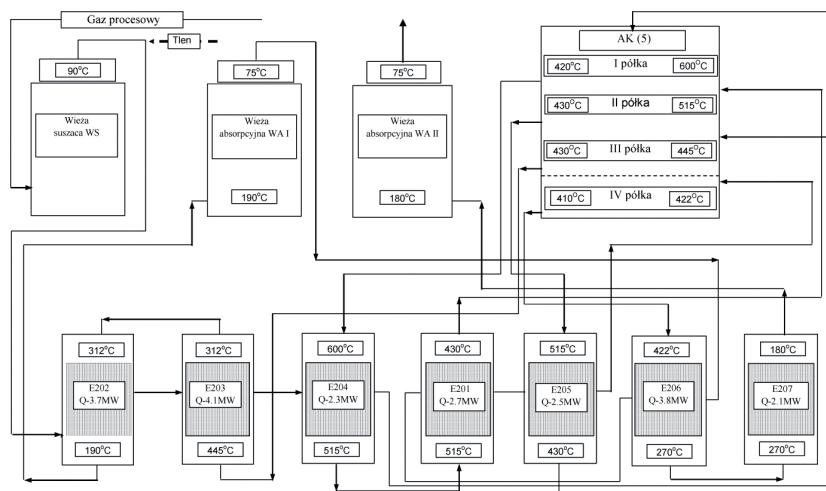 Gaz procesowy
Tlen
90°C
Wieża
susząca WS
75°C
Wieża
absorpcyjna WA I
190°C
75°C
Wieża
absorpcyjna WA II
180°C
AK (5)
420°C I półka 600°C
430°C II półka 515°C
430°C III półka 445°C
410°C IV półka 422°C
312°C
E202
Q-3.7MW
190°C
312°C
E203
Q-4.1MW
445°C
600°C
E204
Q-2.3MW
515°C
430°C
E201
Q-2.7MW
515°C
515°C
E205
Q-2.5MW
430°C
422°C
E206
Q-3.8MW
270°C
180°C
E207
Q-2.1MW
270°C